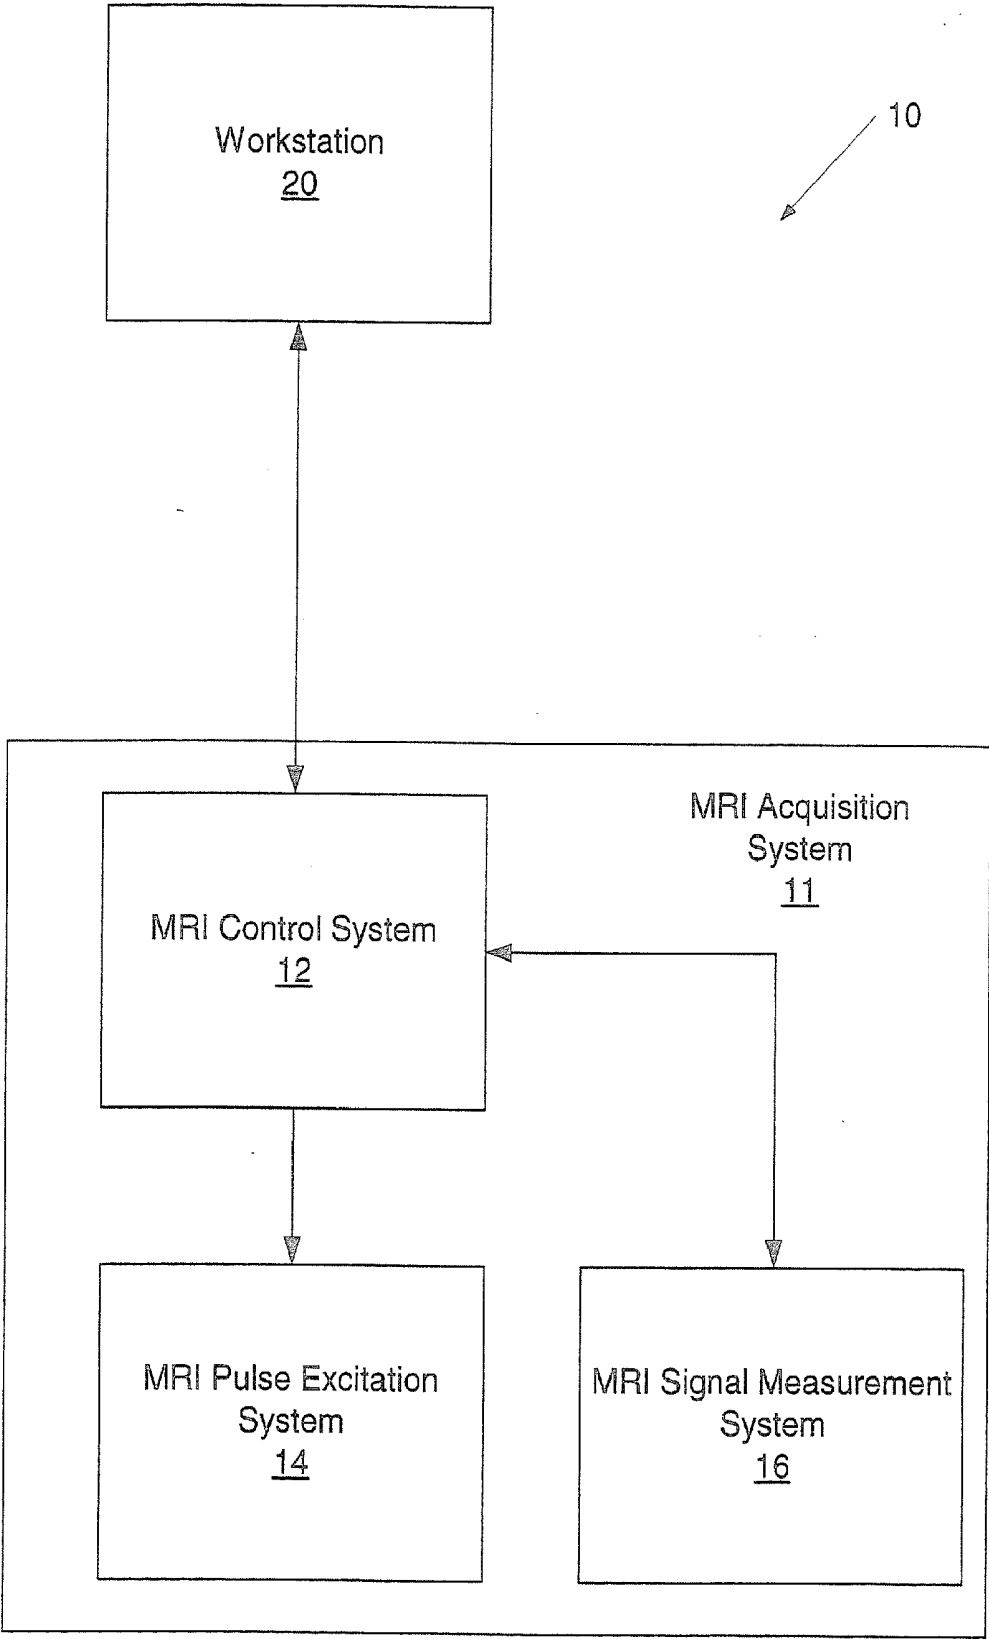 Workstation
20
10
MRI Acquisition
System
11
MRI Control System
12
MRI Pulse Excitation
System
14
MRI Signal Measurement
System
16